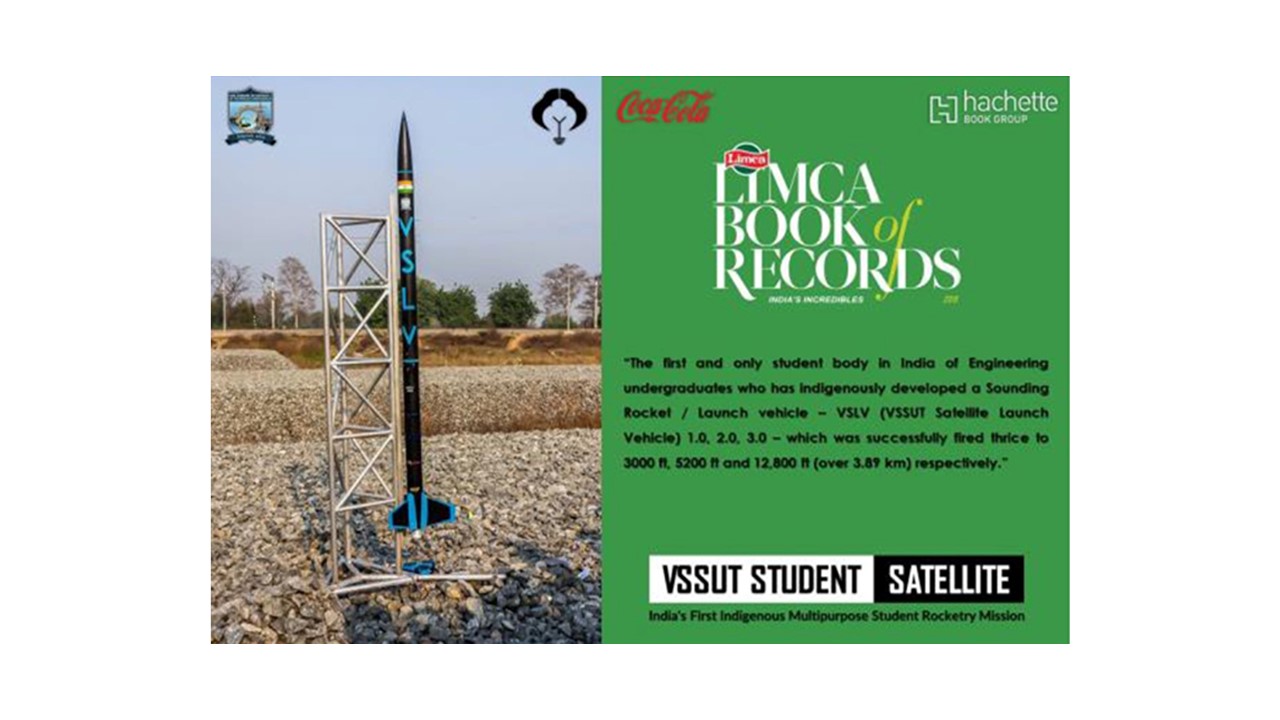 V
S
L
V
Coca-Cola
hachette
BOOK GROUP
Limca
LIMCA
BOOK of
RECORDS
INDIA'S INCREDIBLES
“The first and only student body in India of Engineering
undergraduates who has indigenously developed a Sounding
Rocket / Launch vehicle – VSLV (VSSUT Satellite Launch
Vehicle) 1.0, 2.0, 3.0 – which was successfully fired thrice to
3000 ft, 5200 ft and 12,800 ft (over 3.89 km) respectively.”
VSSUT STUDENT SATELLITE
India's First Indigenous Multipurpose Student Rocketry Mission